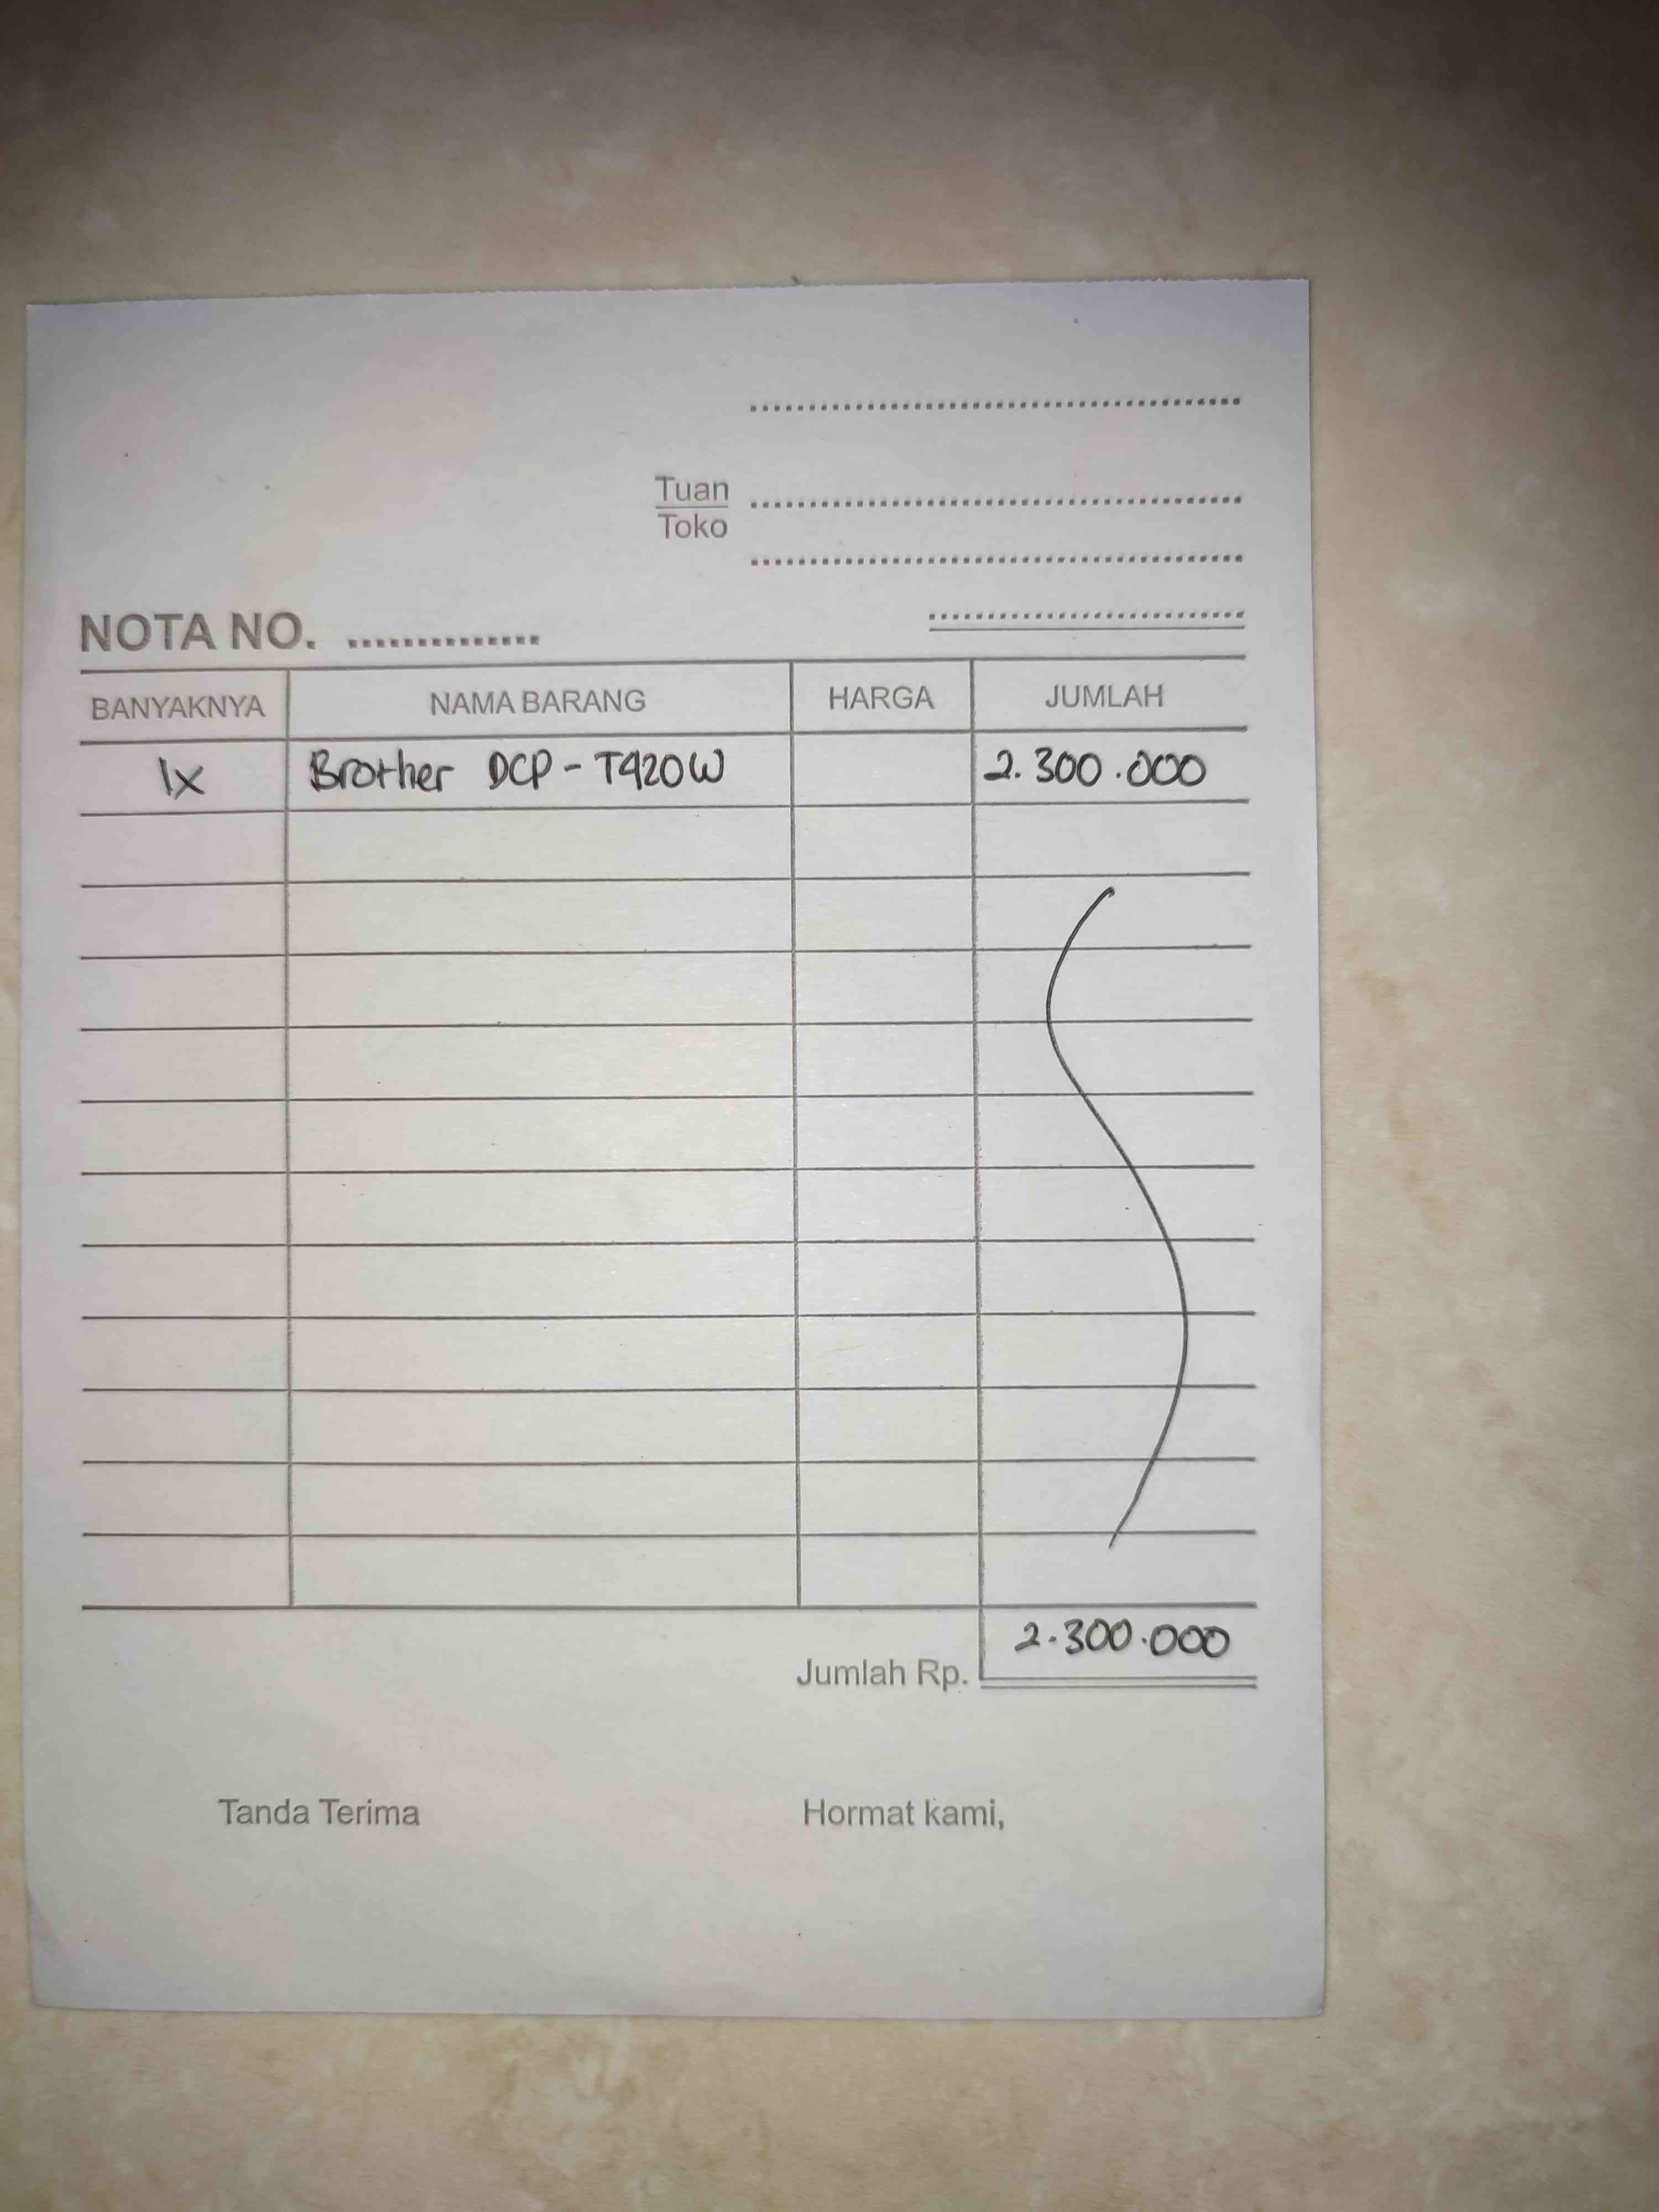 Tuan
Toko
NOTA NO.
BANYAKNYA NAMA BARANG HARGA JUMLAH
1x Brother DCP-T920W 2.300.000
Jumlah Rp. 2.300.000
Tanda Terima Hormat kami,